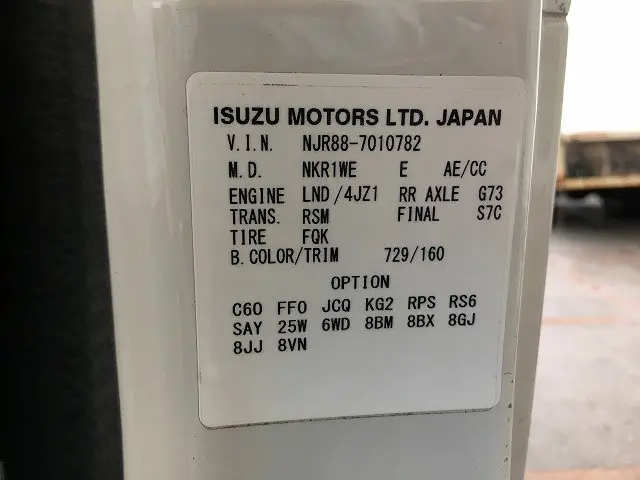 ISUZU MOTORS LTD. JAPAN
V.I.N. NJR88-7010782
M.D. NKR1WE E AE/CC
ENGINE LND/4JZ1 RR AXLE G73
TRANS. RSM FINAL S7C
TIRE FQK
B.COLOR/TRIM 729/160
OPTION
C60 FF0 JCQ KG2 RPS RS6
SAY 25W 6WD 8BM 8BX 8GJ
8JJ 8VN